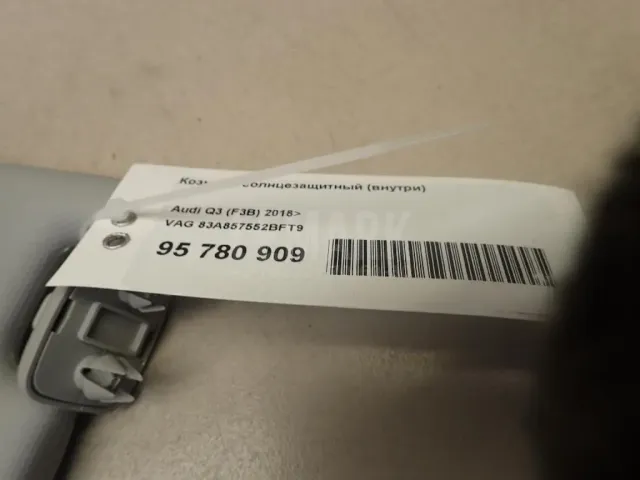 солнцезащитный (внутри)
Audi Q3 (F3B) 2018>
VAG 83A857552BFT9
95 780 909